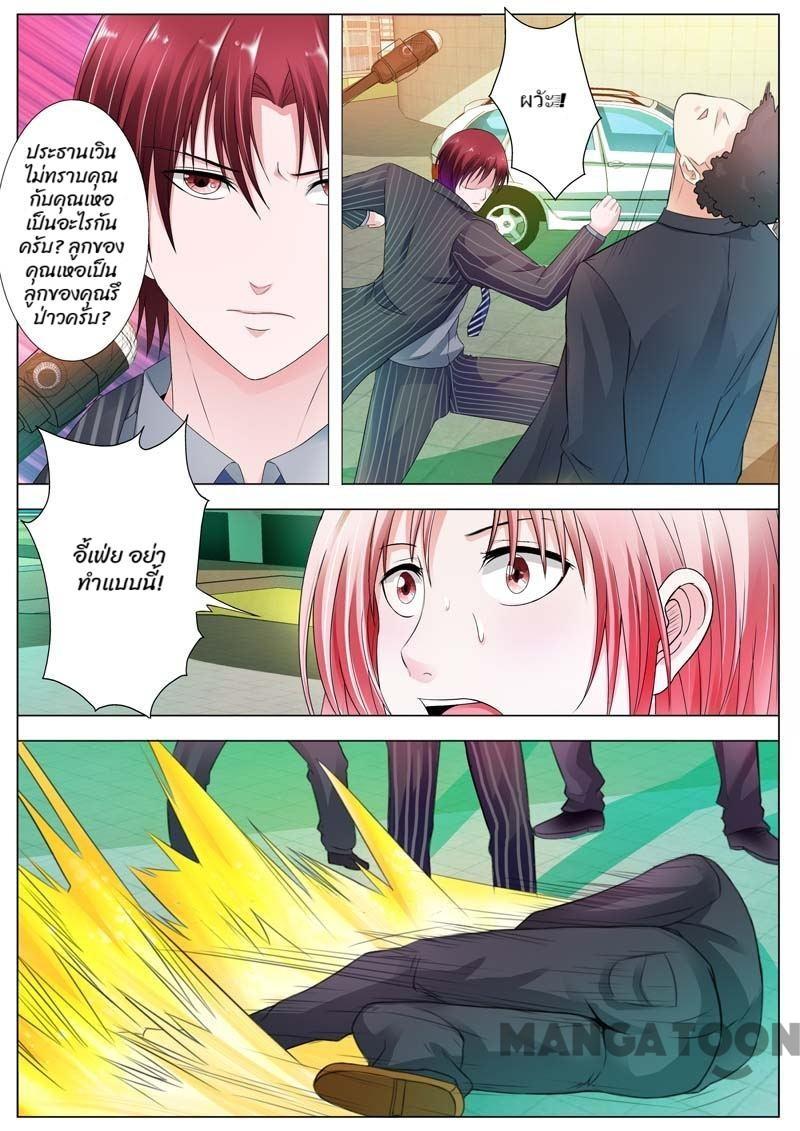 ประธานเวิน
ไม่ทราบคุณ
กับคุณเหอ
เป็นอะไรกัน
ครับ? ลูกของ
คุณเหอเป็น
ลูกของคุณรึ
ป่าวครับ?
ผวัะ!!
อี้เฟ่ย อย่า
ทำแบบนี้!
MANGATOON